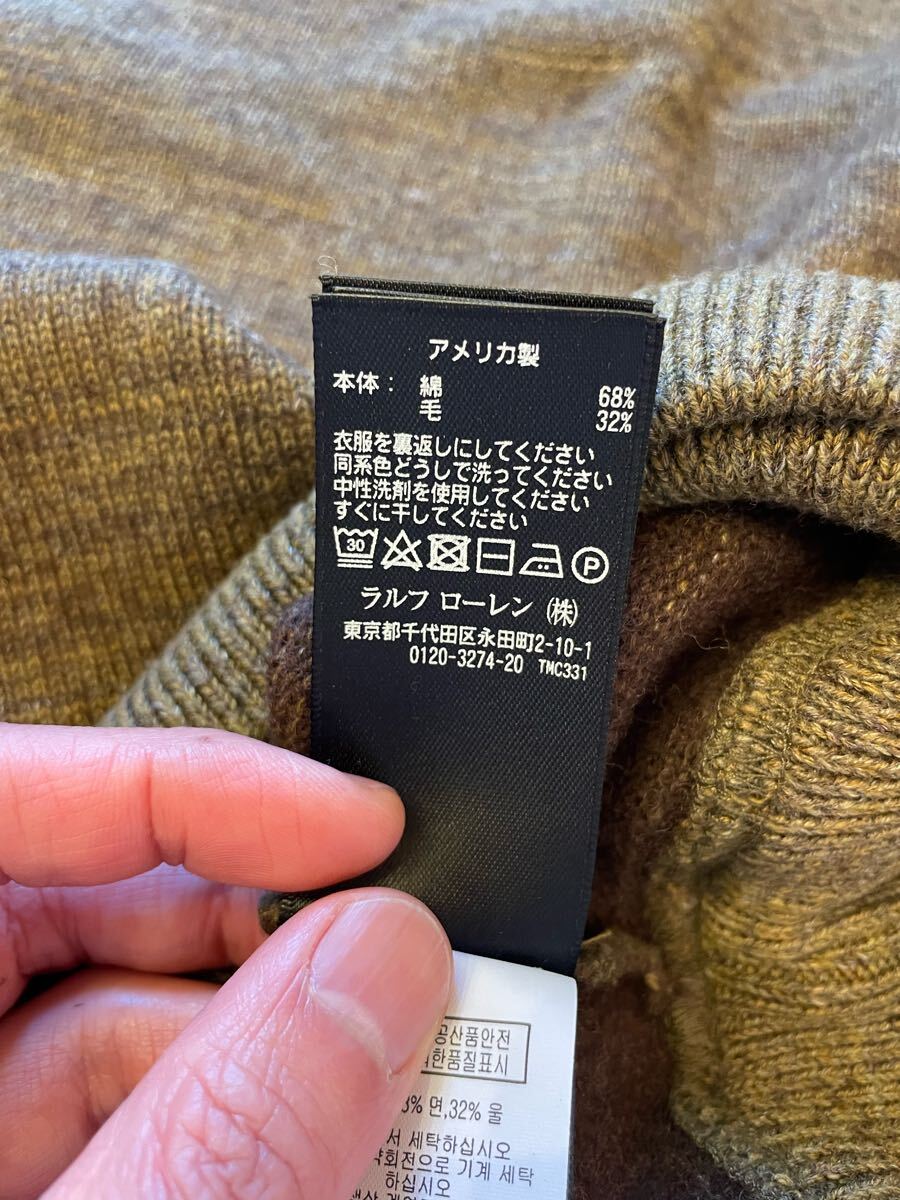 アメリカ製
本体: 綿 68%
毛 32%
衣服を裏返しにしてください
同系色どうしで洗ってください
中性洗剤を使用してください
すぐに干してください
30
P
ラルフ ローレン (株)
東京都千代田区永田町2-10-1
0120-3274-20 TMC331
공산품안전
한품질표시
% 면,32% 울
서 세탁하십시오
약회전으로 기계 세탁
하십시오